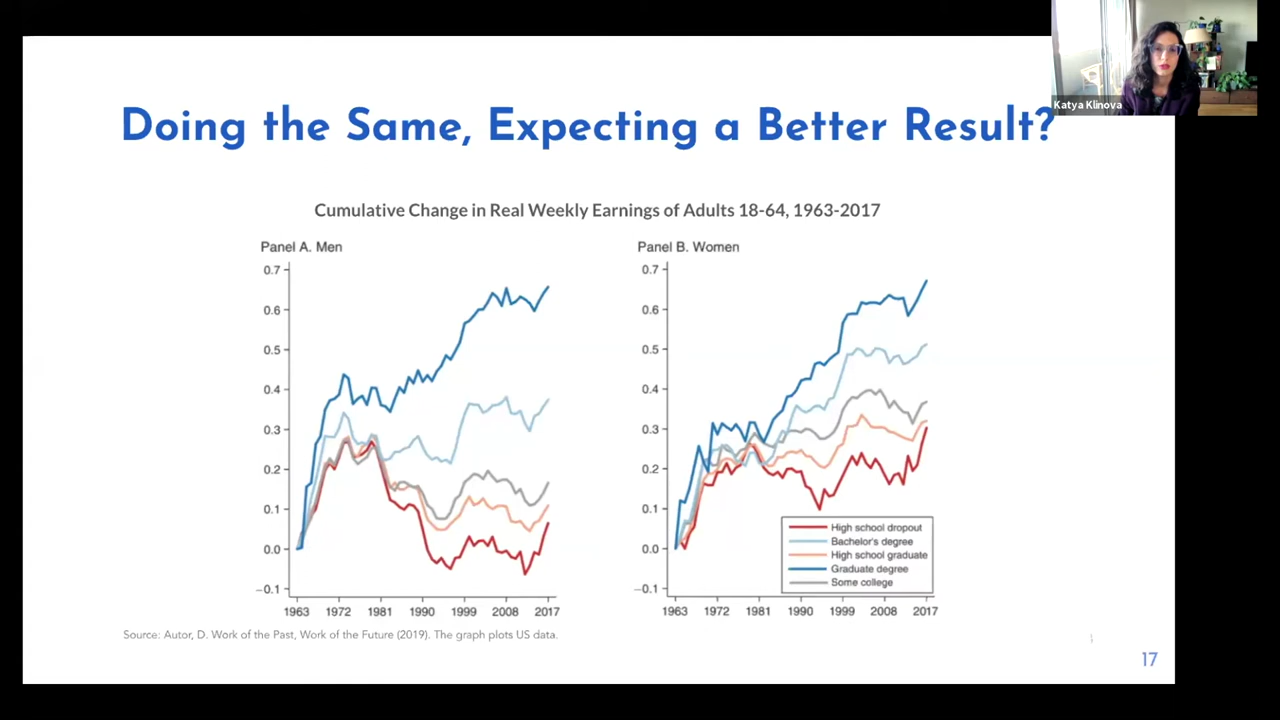 Katya Klinova
Doing the Same, Expecting a Better Result?
Cumulative Change in Real Weekly Earnings of Adults 18-64, 1963-2017
Panel A. Men
0.7
0.6
0.5
0.4
0.3
0.2
0.1
0.0
−0.1
1963 1972 1981 1990 1999 2008 2017
Panel B. Women
0.7
0.6
0.5
0.4
0.3
0.2
0.1
0.0
−0.1
High school dropout
Bachelor's degree
High school graduate
Graduate degree
Some college
1963 1972 1981 1990 1999 2008 2017
Source: Autor, D. Work of the Past, Work of the Future (2019). The graph plots US data.
17